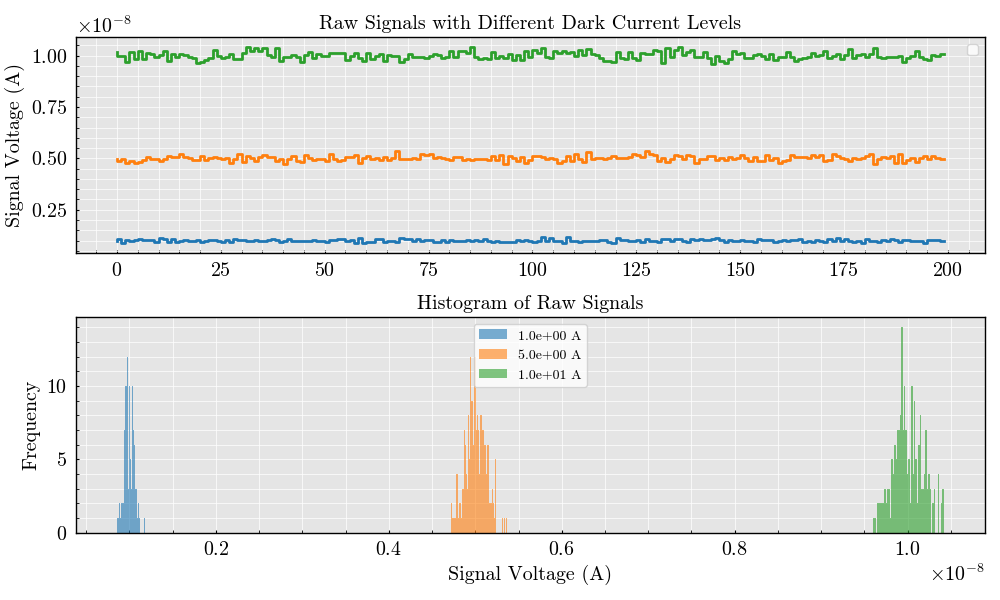 Raw Signals with Different Dark Current Levels
×10⁻⁸
Signal Voltage (A)
1.00
0.75
0.50
0.25
0 25 50 75 100 125 150 175 200
Histogram of Raw Signals
Frequency
10
5
0
1.0e+00 A
5.0e+00 A
1.0e+01 A
0.2 0.4 0.6 0.8 1.0
Signal Voltage (A)
×10⁻⁸